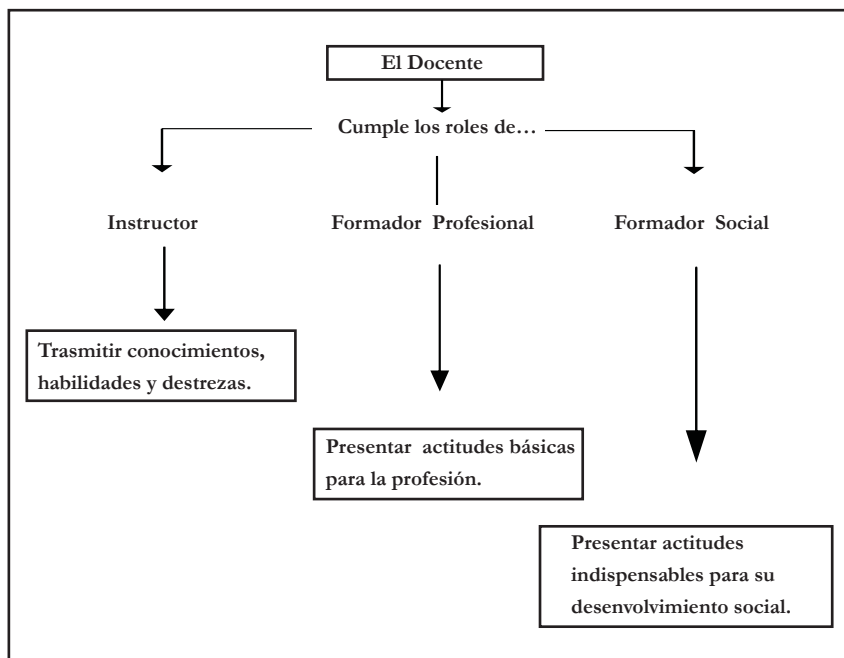 El Docente
Cumple los roles de…
Instructor
Formador Profesional
Formador Social
Trasmitir conocimientos,
habilidades y destrezas.
Presentar actitudes básicas
para la profesión.
Presentar actitudes
indispensables para su
desenvolvimiento social.